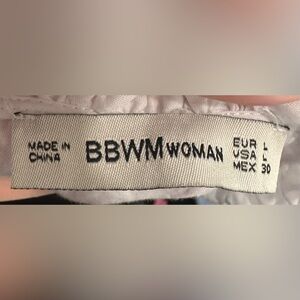 MADE IN
CHINA
BBWM WOMAN
EUR L
USA L
MEX 30